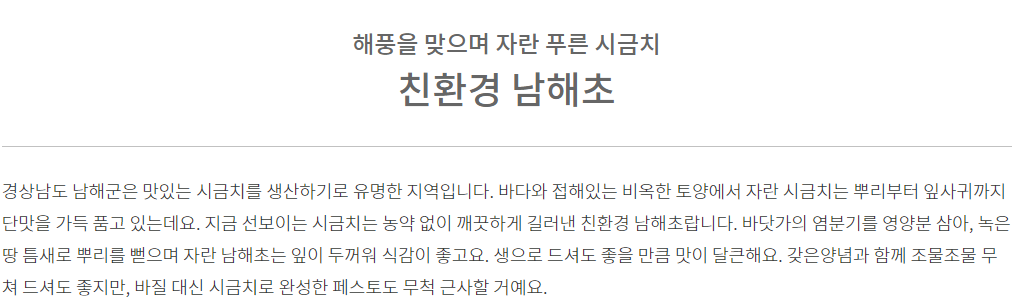 해풍을 맞으며 자란 푸른 시금치
친환경 남해초
경상남도 남해군은 맛있는 시금치를 생산하기로 유명한 지역입니다. 바다와 접해있는 비옥한 토양에서 자란 시금치는 뿌리부터 잎사귀까지
단맛을 가득 품고 있는데요. 지금 선보이는 시금치는 농약 없이 깨끗하게 길러낸 친환경 남해초랍니다. 바닷가의 염분기를 영양분 삼아, 녹은
땅 틈새로 뿌리를 뻗으며 자란 남해초는 잎이 두꺼워 식감이 좋고요. 생으로 드셔도 좋을 만큼 맛이 달큰해요. 갖은양념과 함께 조물조물 무
쳐 드셔도 좋지만, 바질 대신 시금치로 완성한 페스토도 무척 근사할 거예요.